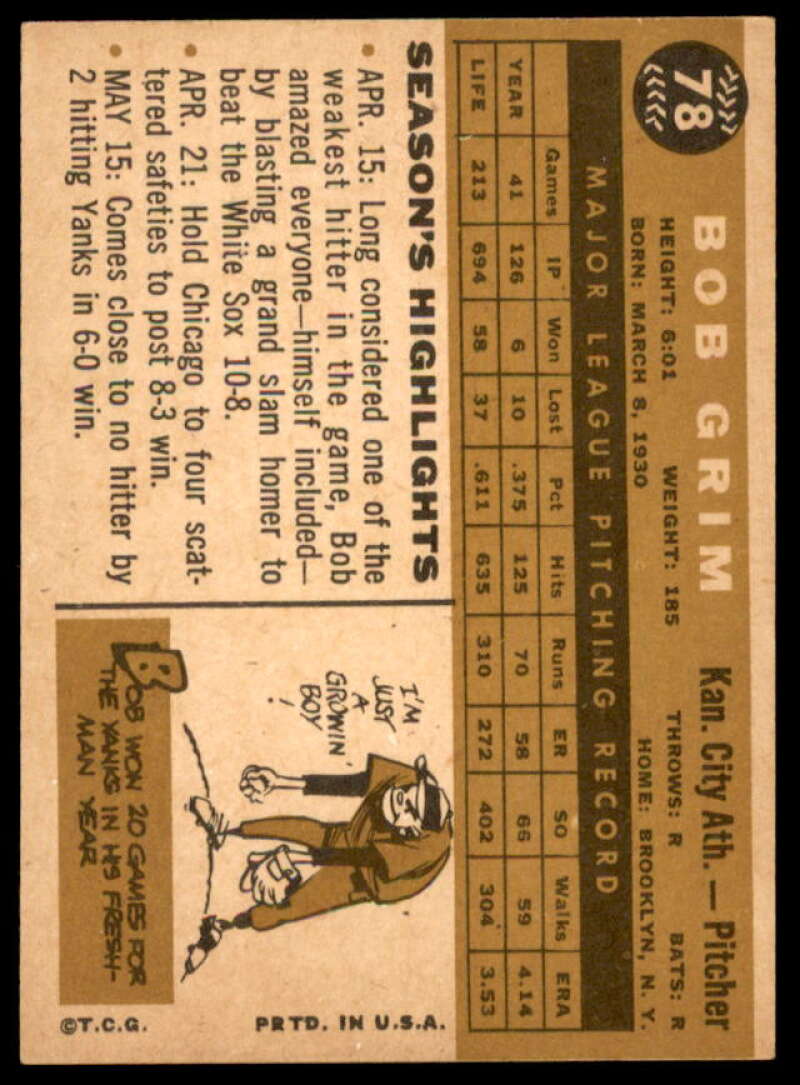 78
BOB GRIM
Kan. City Ath. — Pitcher
HEIGHT: 6:01 WEIGHT: 185 THROWS: R BATS: R
BORN: MARCH 8, 1930 HOME: BROOKLYN, N. Y.
MAJOR LEAGUE PITCHING RECORD
Games IP Won Lost Pct Hits Runs ER SO Walks ERA
YEAR 41 126 6 10 .375 125 70 58 66 59 4.14
LIFE 213 694 58 37 .611 635 310 272 402 304 3.53
SEASON'S HIGHLIGHTS
• APR. 15: Long considered one of the
weakest hitter in the game, Bob
amazed everyone—himself included—
by blasting a grand slam homer to
beat the White Sox 10-8.
• APR. 21: Hold Chicago to four scat-
tered safeties to post 8-3 win.
• MAY 15: Comes close to no hitter by
2 hitting Yanks in 6-0 win.
I'M
JUST
A
GROWIN'
BOY!
BOB WON 20 GAMES FOR
THE YANKS IN HIS FRESH-
MAN YEAR
©T.C.G. PRTD. IN U.S.A.